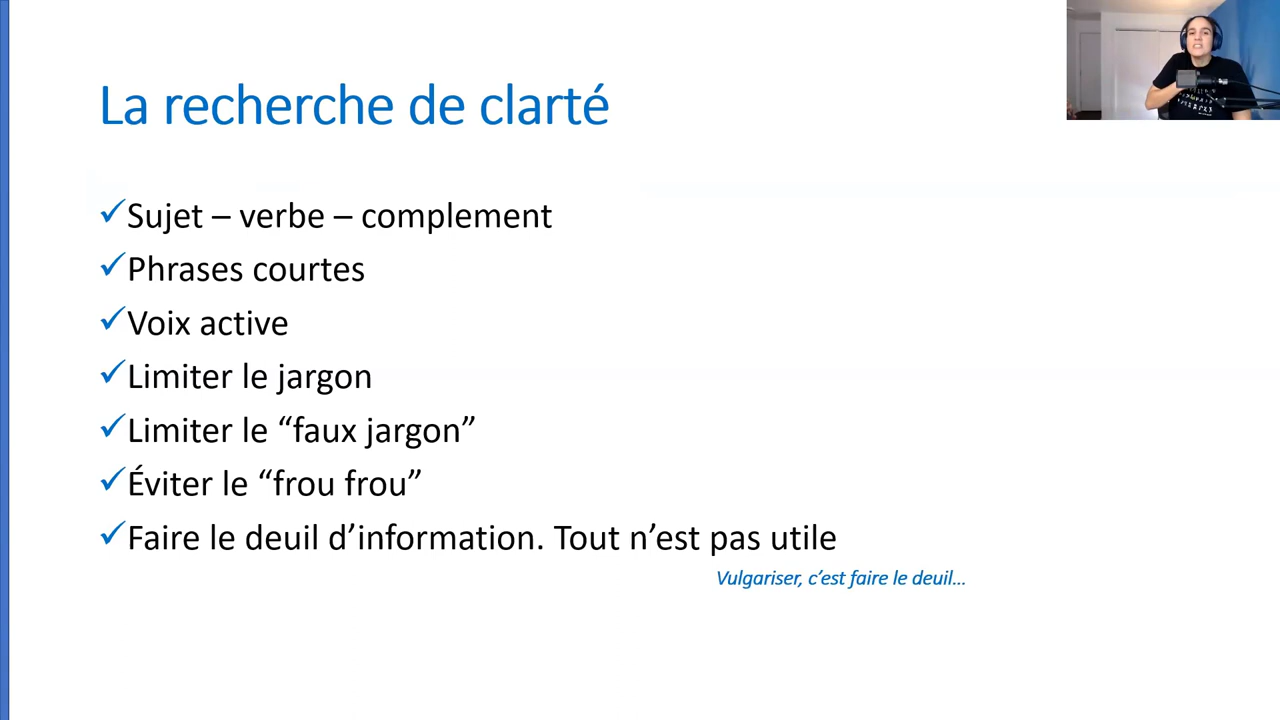 La recherche de clarté
Sujet – verbe – complement
Phrases courtes
Voix active
Limiter le jargon
Limiter le “faux jargon”
Éviter le “frou frou”
Faire le deuil d’information. Tout n’est pas utile
Vulgariser, c’est faire le deuil...